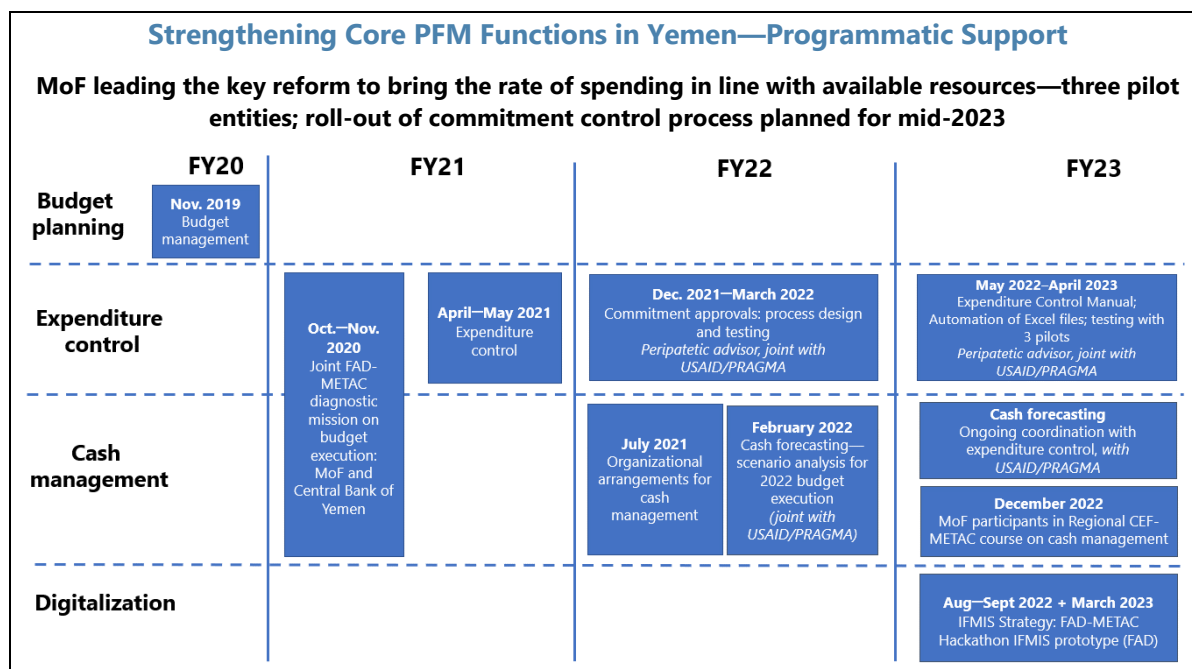 Strengthening Core PFM Functions in Yemen—Programmatic Support
MoF leading the key reform to bring the rate of spending in line with available resources—three pilot
entities; roll-out of commitment control process planned for mid-2023
FY20
FY21
FY22
FY23
Budget
planning
Nov. 2019
Budget
management
Expenditure
control
Oct.—Nov.
2020
Joint FAD-
METAC
diagnostic
mission on
budget
execution:
MoF and
Central Bank of
Yemen
April—May 2021
Expenditure
control
Dec. 2021—March 2022
Commitment approvals: process design
and testing
Peripatetic advisor, joint with
USAID/PRAGMA
May 2022–April 2023
Expenditure Control Manual;
Automation of Excel files; testing with
3 pilots
Peripatetic advisor, joint with
USAID/PRAGMA
Cash
management
July 2021
Organizational
arrangements for
cash
management
February 2022
Cash forecasting—
scenario analysis for
2022 budget
execution
(joint with
USAID/PRAGMA)
Cash forecasting
Ongoing coordination with
expenditure control, with
USAID/PRAGMA
December 2022
MoF participants in Regional CEF-
METAC course on cash management
Digitalization
Aug—Sept 2022 + March 2023
IFMIS Strategy: FAD-METAC
Hackathon IFMIS prototype (FAD)